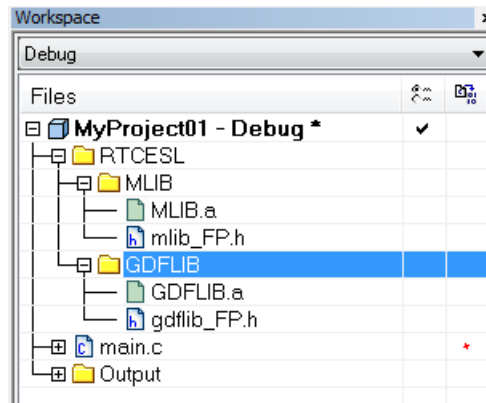 Workspace
Debug
Files
MyProject01 - Debug *
RTCESL
MLIB
MLIB.a
mlib_FP.h
GDFLIB
GDFLIB.a
gdflib_FP.h
main.c
Output